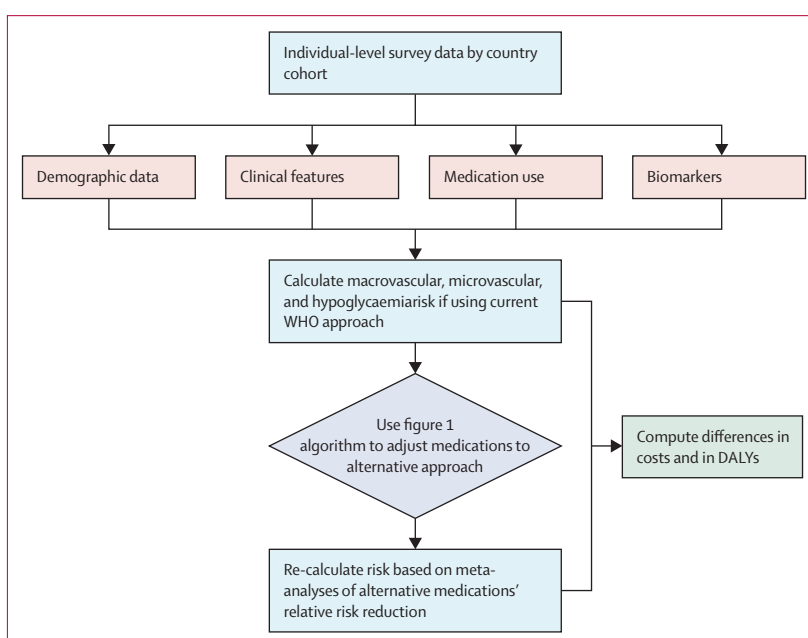 Individual-level survey data by country
cohort
Demographic data
Clinical features
Medication use
Biomarkers
Calculate macrovascular, microvascular,
and hypoglycaemiarisk if using current
WHO approach
Use figure 1
algorithm to adjust medications to
alternative approach
Compute differences in
costs and in DALYs
Re-calculate risk based on meta-
analyses of alternative medications’
relative risk reduction